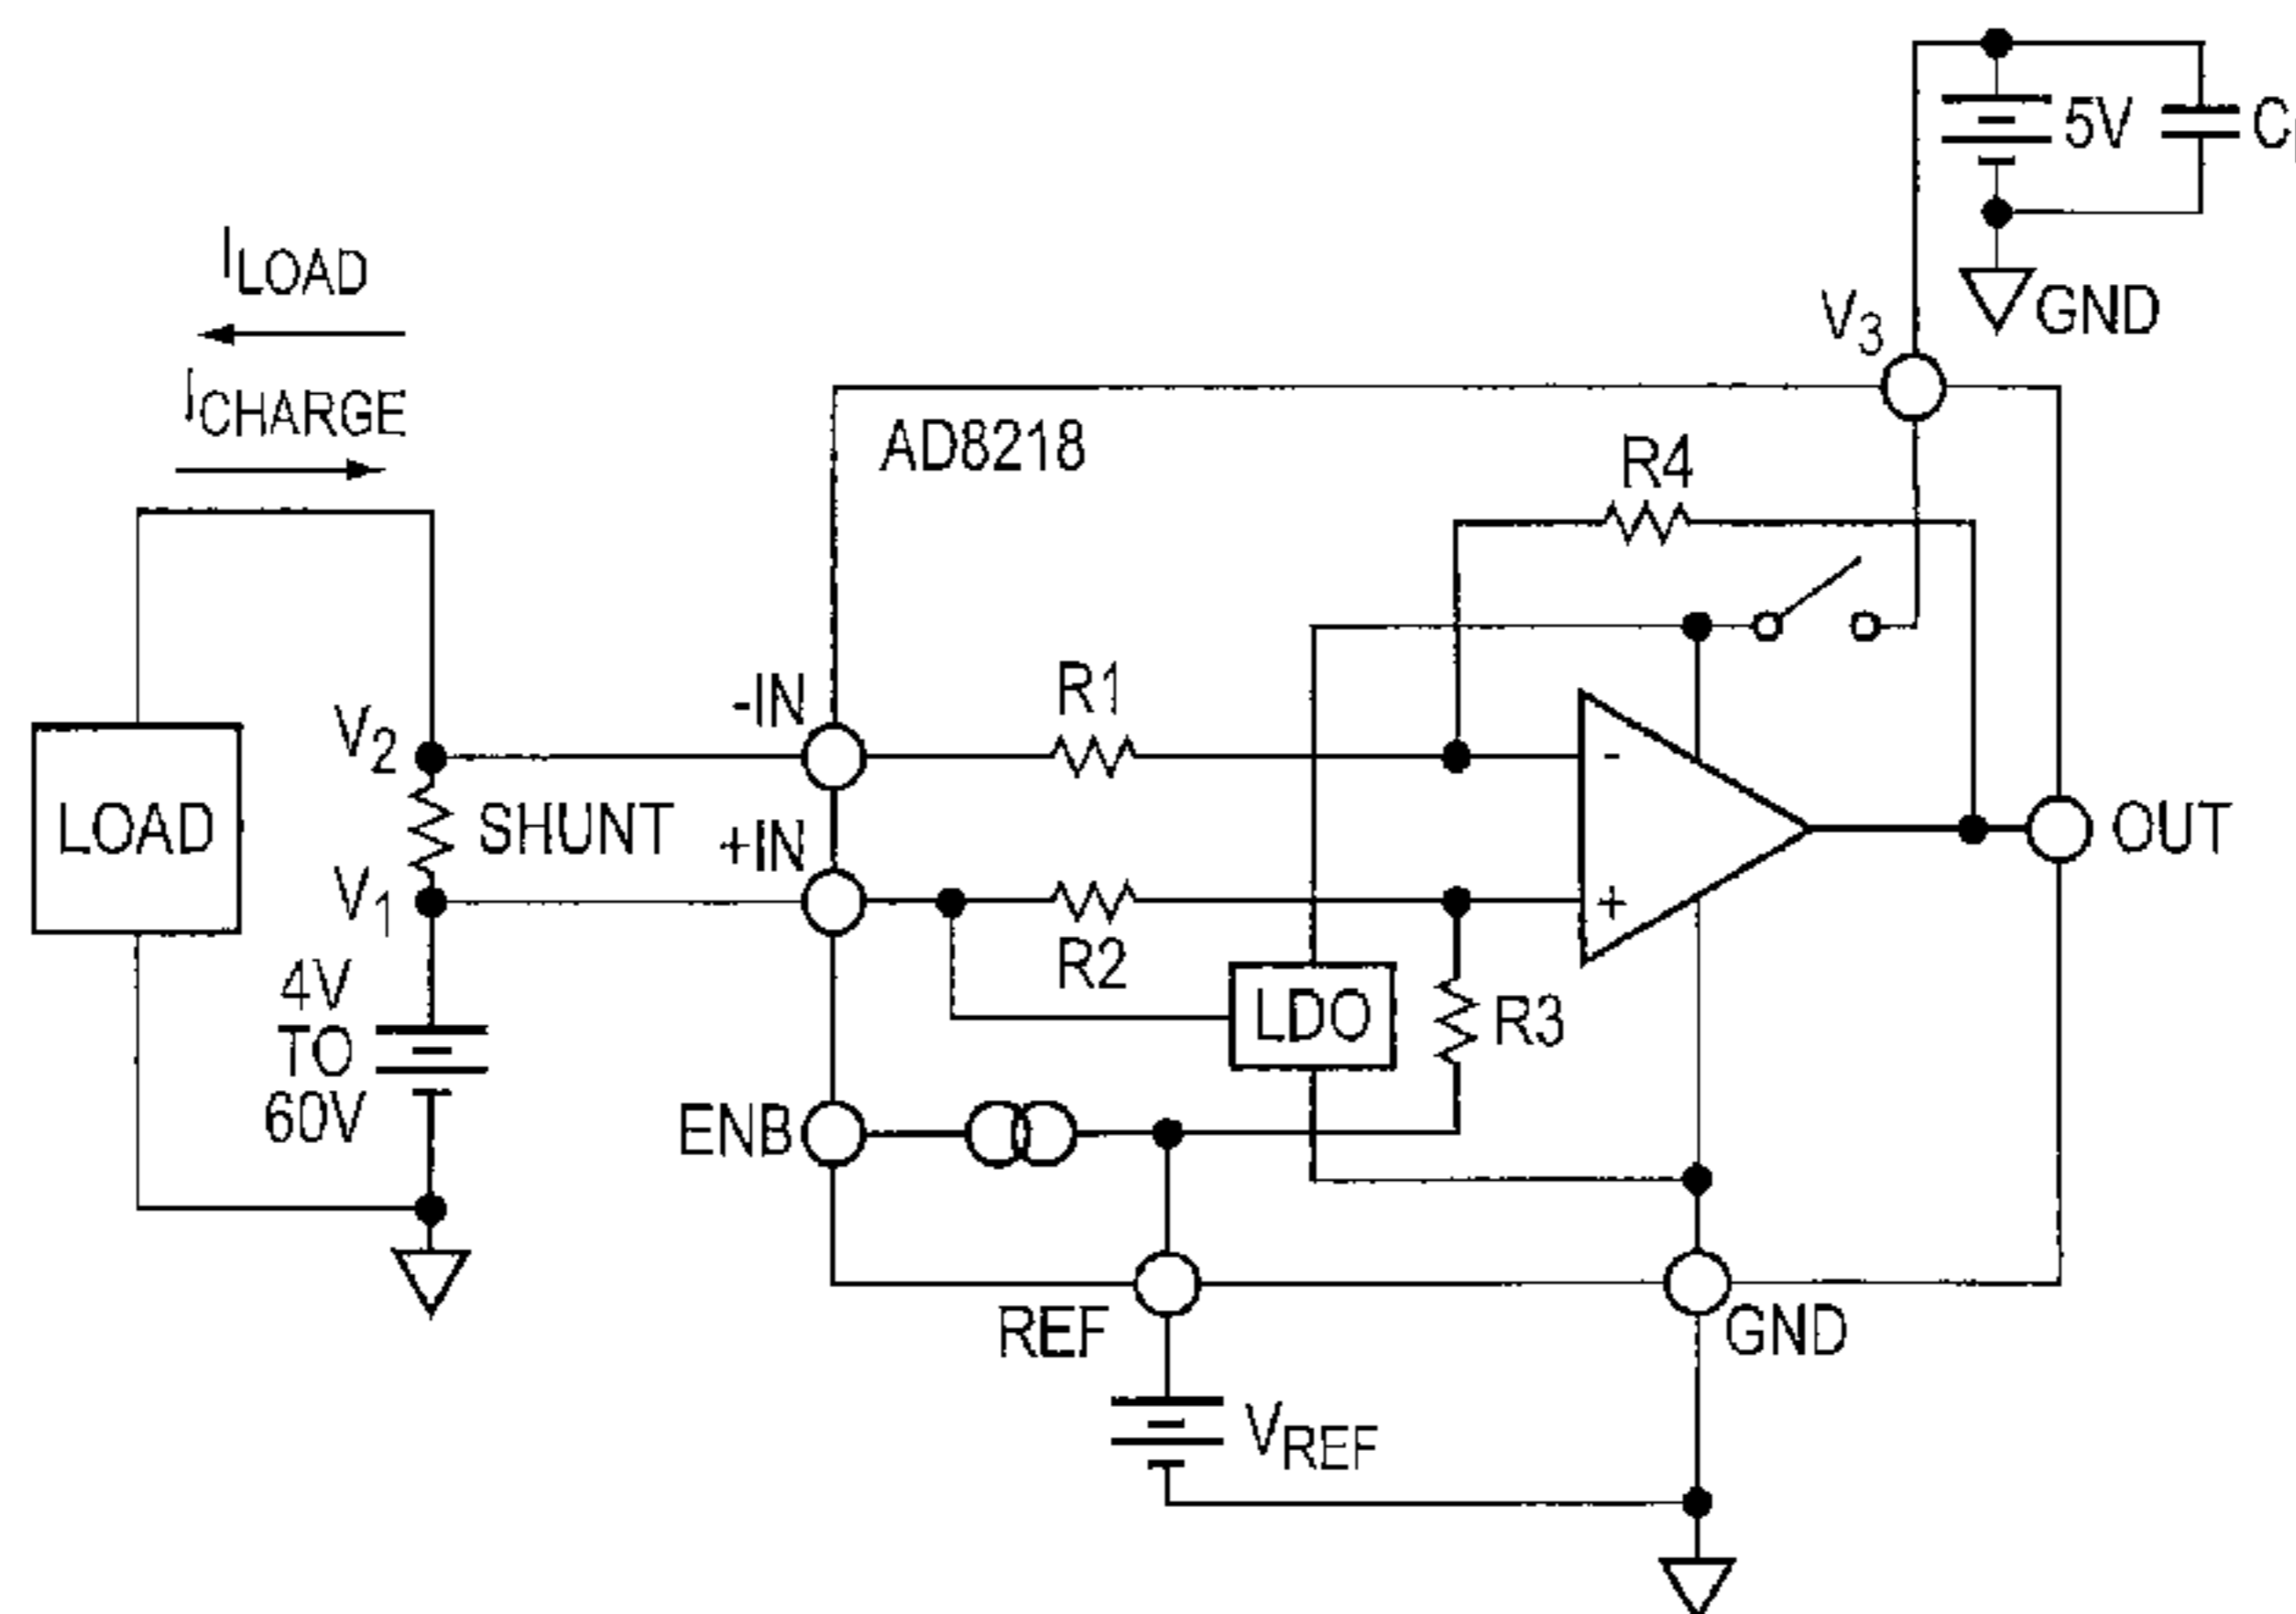 5V
C
GND
V3
ILOAD
ICHARGE
AD8218
R4
-IN
R1
V2
LOAD
SHUNT
+IN
OUT
V1
R2
4V
TO
60V
LDO
R3
ENB
REF
GND
VREF
-
+